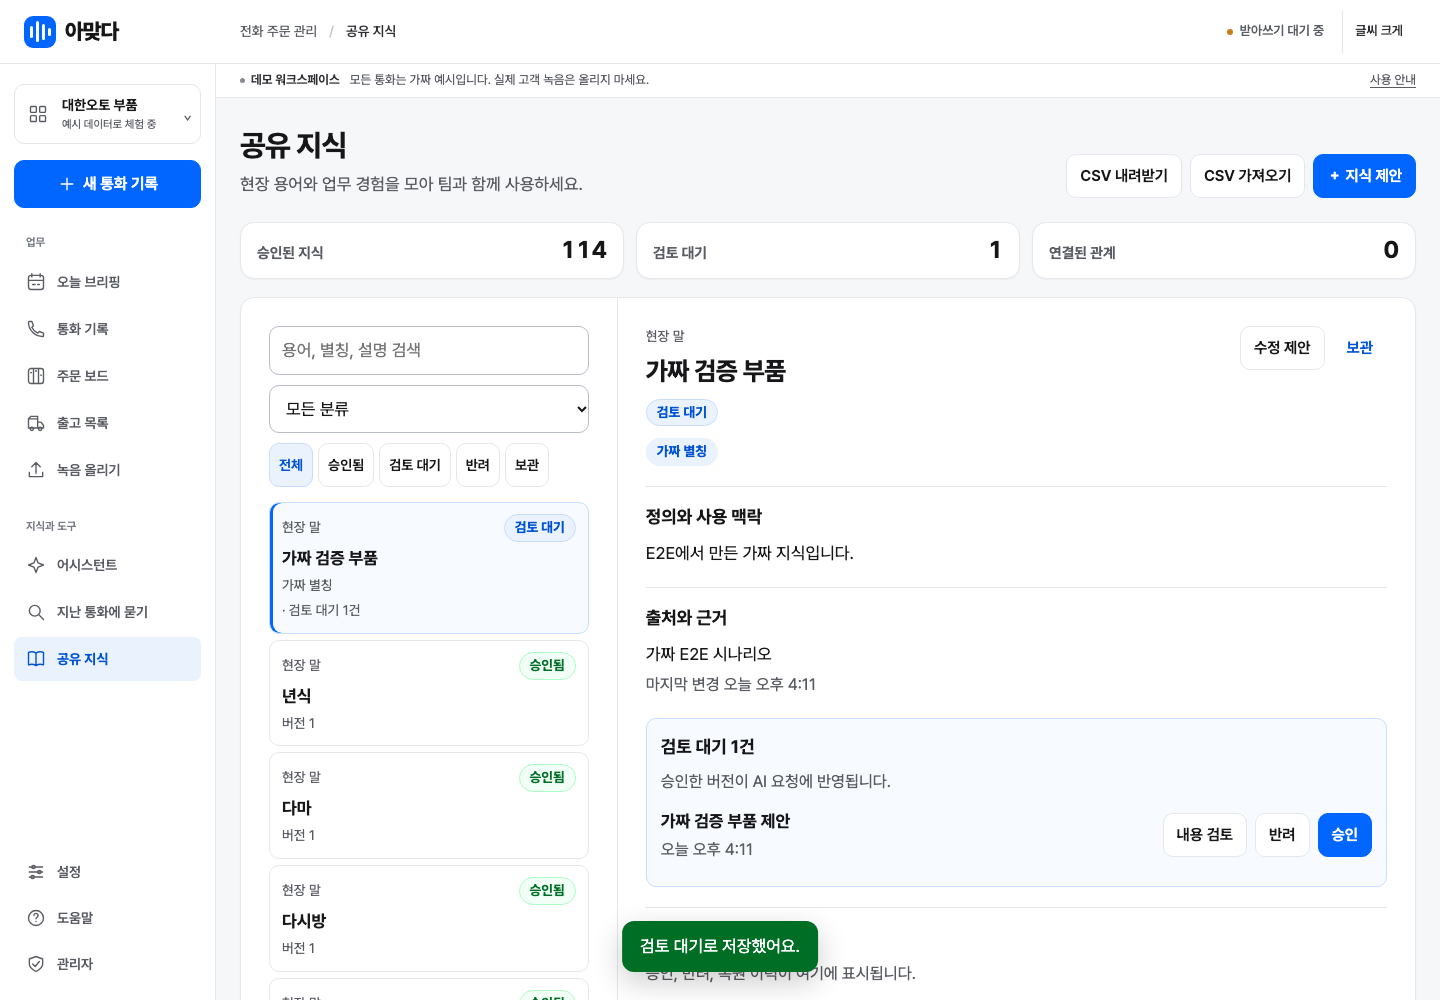 아맞다
전화 주문 관리 / 공유 지식
받아쓰기 대기 중
글씨 크게
데모 워크스페이스 모든 통화는 가짜 예시입니다. 실제 고객 녹음은 올리지 마세요.
사용 안내
대한오토 부품
예시 데이터로 체험 중
+ 새 통화 기록
업무
오늘 브리핑
통화 기록
주문 보드
출고 목록
녹음 올리기
지식과 도구
어시스턴트
지난 통화에 묻기
공유 지식
설정
도움말
관리자
공유 지식
현장 용어와 업무 경험을 모아 팀과 함께 사용하세요.
CSV 내려받기
CSV 가져오기
+ 지식 제안
승인된 지식 114
검토 대기 1
연결된 관계 0
용어, 별칭, 설명 검색
모든 분류
전체 승인됨 검토 대기 반려 보관
현장 말 검토 대기
가짜 검증 부품
가짜 별칭
· 검토 대기 1건
현장 말 승인됨
년식
버전 1
현장 말 승인됨
다마
버전 1
현장 말 승인됨
다시방
버전 1
현장 말 승인됨
현장 말
가짜 검증 부품
수정 제안 보관
검토 대기
가짜 별칭
정의와 사용 맥락
E2E에서 만든 가짜 지식입니다.
출처와 근거
가짜 E2E 시나리오
마지막 변경 오늘 오후 4:11
검토 대기 1건
승인한 버전이 AI 요청에 반영됩니다.
가짜 검증 부품 제안
오늘 오후 4:11
내용 검토 반려 승인
검토 대기로 저장했어요.
승인, 반려, 복원 이력이 여기에 표시됩니다.